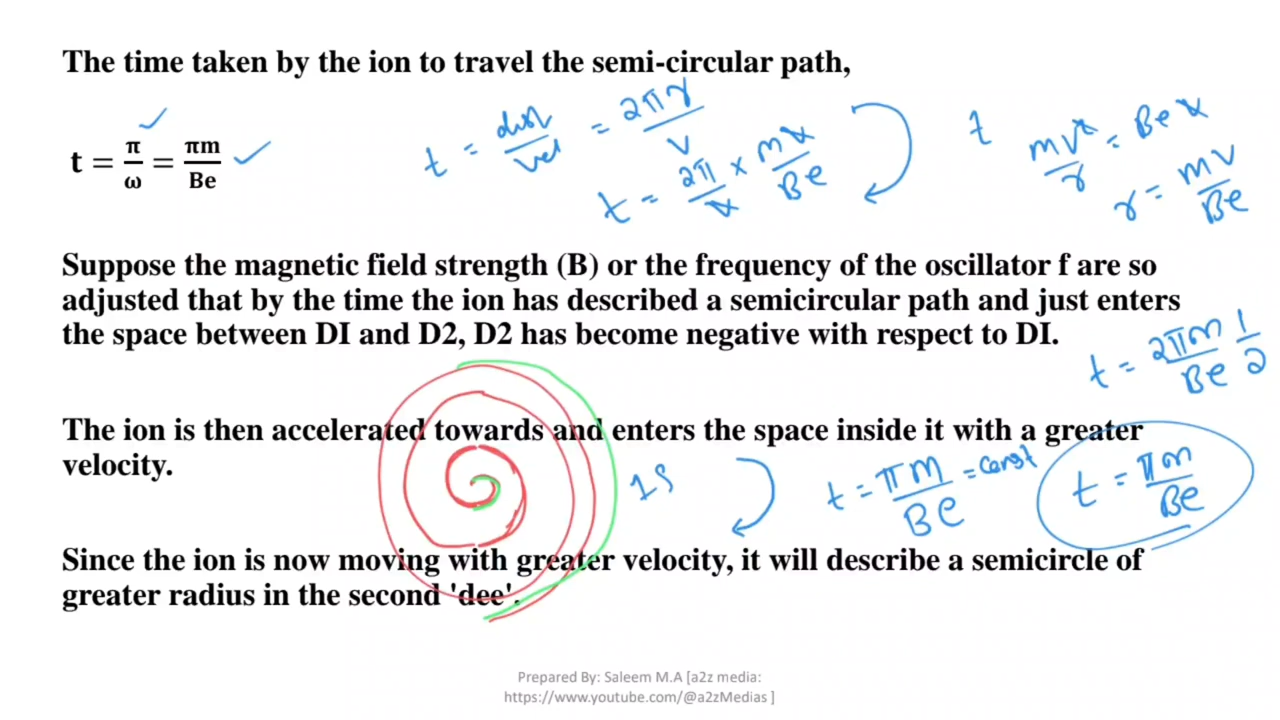 The time taken by the ion to travel the semi-circular path,
t = π/ω = πm/Be
t = dist/vel = 2πr/v
t = 2π/v × mv/Be
t
mv²/r = Bev
r = mv/Be
Suppose the magnetic field strength (B) or the frequency of the oscillator f are so
adjusted that by the time the ion has described a semicircular path and just enters
the space between DI and D2, D2 has become negative with respect to DI.
t = 2πm/Be 1/2
The ion is then accelerated towards and enters the space inside it with a greater
velocity.
1S
t = πm/Be = const
t = πm/Be
Since the ion is now moving with greater velocity, it will describe a semicircle of
greater radius in the second 'dee'.
Prepared By: Saleem M.A [a2z media:
https://www.youtube.com/@a2zMedias ]